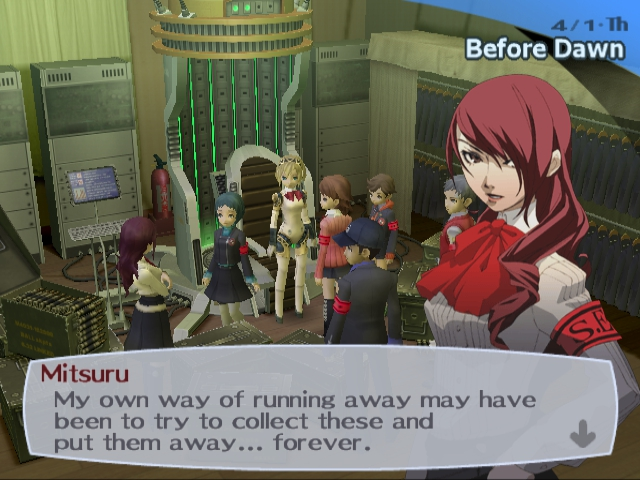 4/1·Th
Before Dawn
S.E
Mitsuru
My own way of running away may have
been to try to collect these and
put them away... forever.